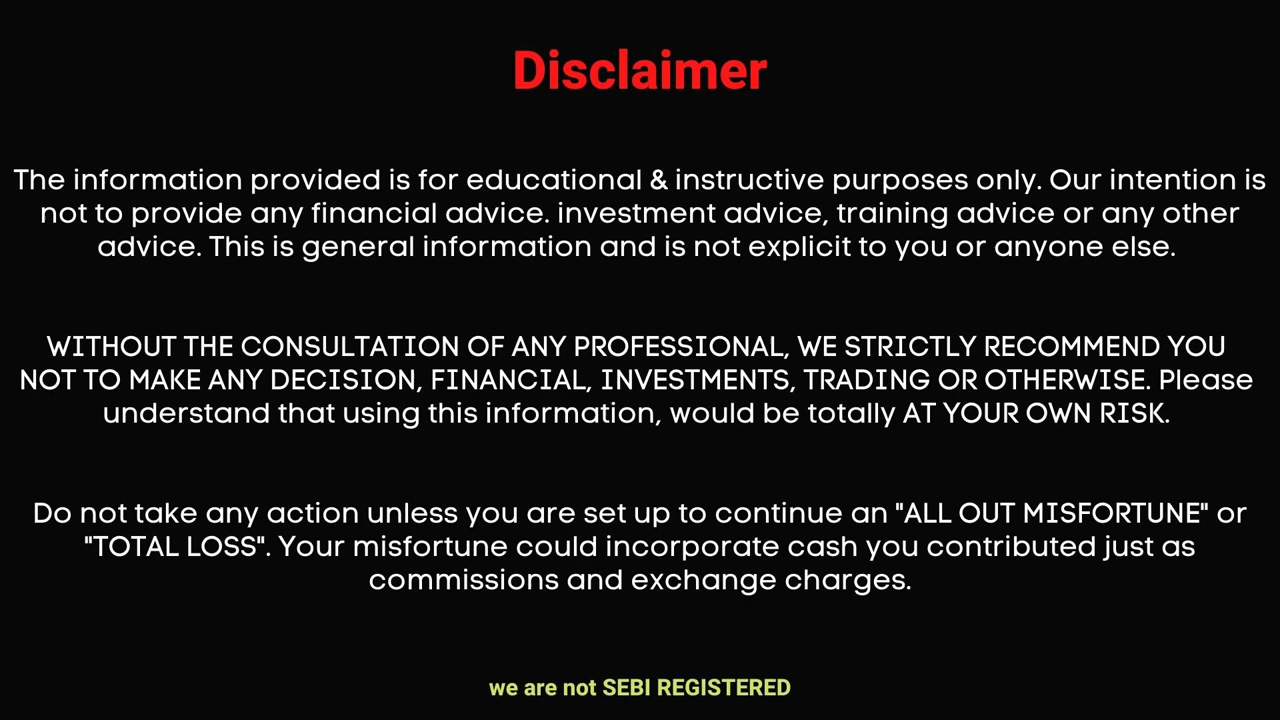 Disclaimer
The information provided is for educational & instructive purposes only. Our intention is
not to provide any financial advice. investment advice, training advice or any other
advice. This is general information and is not explicit to you or anyone else.
WITHOUT THE CONSULTATION OF ANY PROFESSIONAL, WE STRICTLY RECOMMEND YOU
NOT TO MAKE ANY DECISION, FINANCIAL, INVESTMENTS, TRADING OR OTHERWISE. Please
understand that using this information, would be totally AT YOUR OWN RISK.
Do not take any action unless you are set up to continue an "ALL OUT MISFORTUNE" or
"TOTAL LOSS". Your misfortune could incorporate cash you contributed just as
commissions and exchange charges.
we are not SEBI REGISTERED